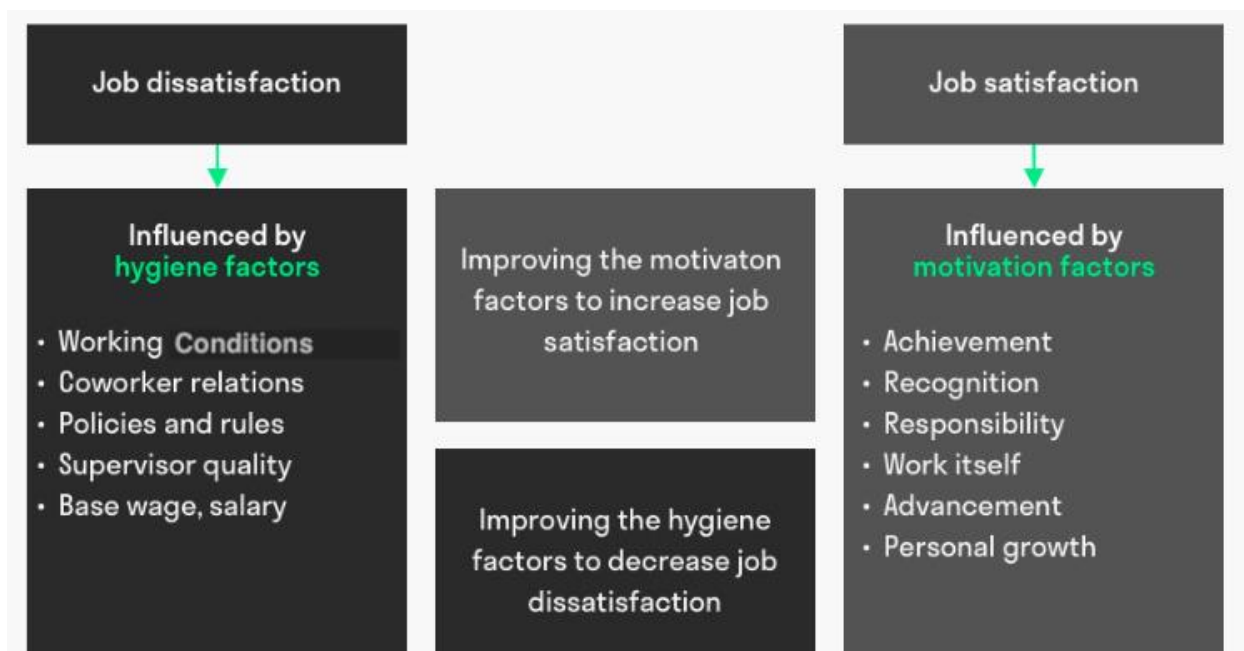 Job dissatisfaction
Job satisfaction
Influenced by
hygiene factors
• Working Conditions
• Coworker relations
• Policies and rules
• Supervisor quality
• Base wage, salary
Improving the motivaton
factors to increase job
satisfaction
Improving the hygiene
factors to decrease job
dissatisfaction
Influenced by
motivation factors
• Achievement
• Recognition
• Responsibility
• Work itself
• Advancement
• Personal growth